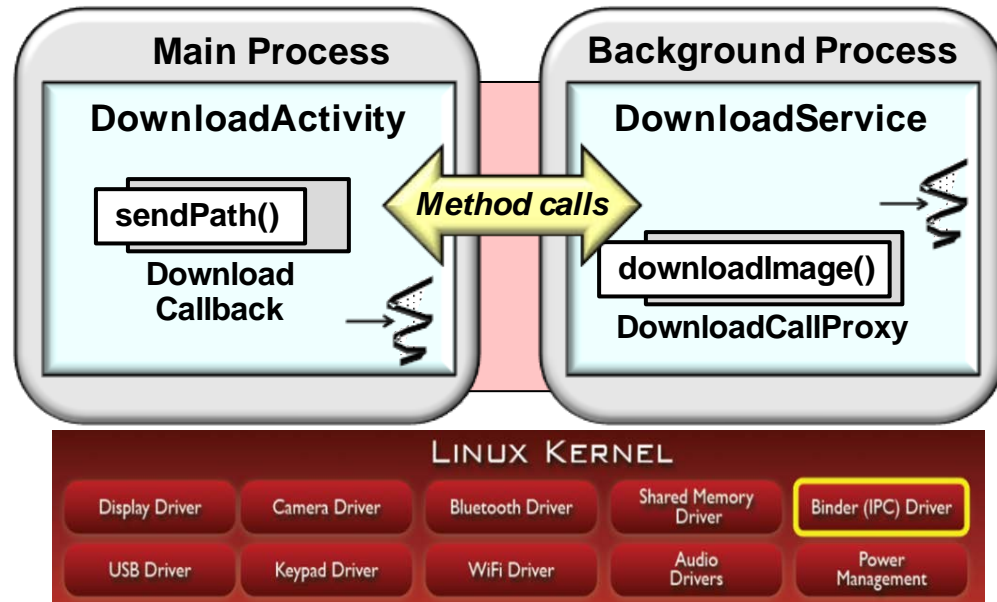 Main Process
DownloadActivity
sendPath()
Download
Callback
Method calls
Background Process
DownloadService
downloadImage()
DownloadCallProxy
LINUX KERNEL
Display Driver
Camera Driver
Bluetooth Driver
Shared Memory
Driver
Binder (IPC) Driver
USB Driver
Keypad Driver
WiFi Driver
Audio
Drivers
Power
Management